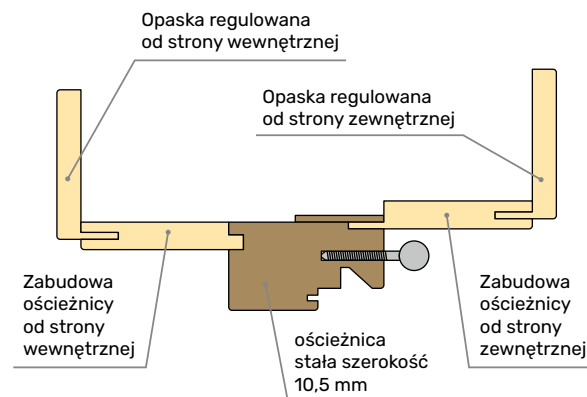 Opaska regulowana
od strony wewnętrznej
Opaska regulowana
od strony zewnętrznej
Zabudowa
ościeżnicy
od strony
wewnętrznej
ościeżnica
stała szerokość
10,5 mm
Zabudowa
ościeżnicy
od strony
zewnętrznej